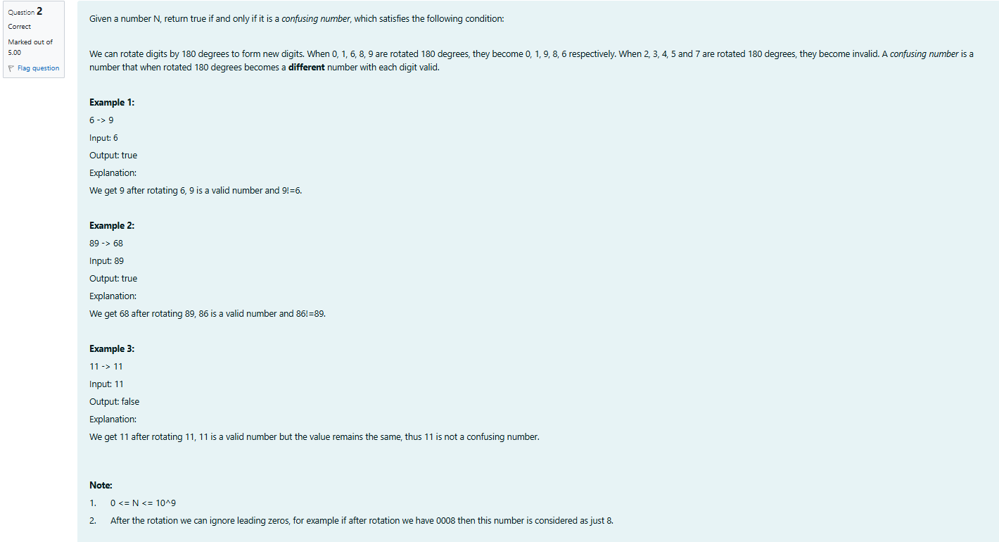 Question 2
Correct
Marked out of
5.00
Flag question
Given a number N, return true if and only if it is a confusing number, which satisfies the following condition:
We can rotate digits by 180 degrees to form new digits. When 0, 1, 6, 8, 9 are rotated 180 degrees, they become 0, 1, 9, 8, 6 respectively. When 2, 3, 4, 5 and 7 are rotated 180 degrees, they become invalid. A confusing number is a
number that when rotated 180 degrees becomes a different number with each digit valid.
Example 1:
6 -> 9
Input: 6
Output: true
Explanation:
We get 9 after rotating 6, 9 is a valid number and 9!=6.
Example 2:
89 -> 68
Input: 89
Output: true
Explanation:
We get 68 after rotating 89, 86 is a valid number and 86!=89.
Example 3:
11 -> 11
Input: 11
Output: false
Explanation:
We get 11 after rotating 11, 11 is a valid number but the value remains the same, thus 11 is not a confusing number.
Note:
1. 0 <= N <= 10^9
2. After the rotation we can ignore leading zeros, for example if after rotation we have 0008 then this number is considered as just 8.